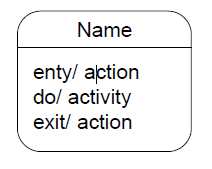 Name
enty/ action
do/ activity
exit/ action